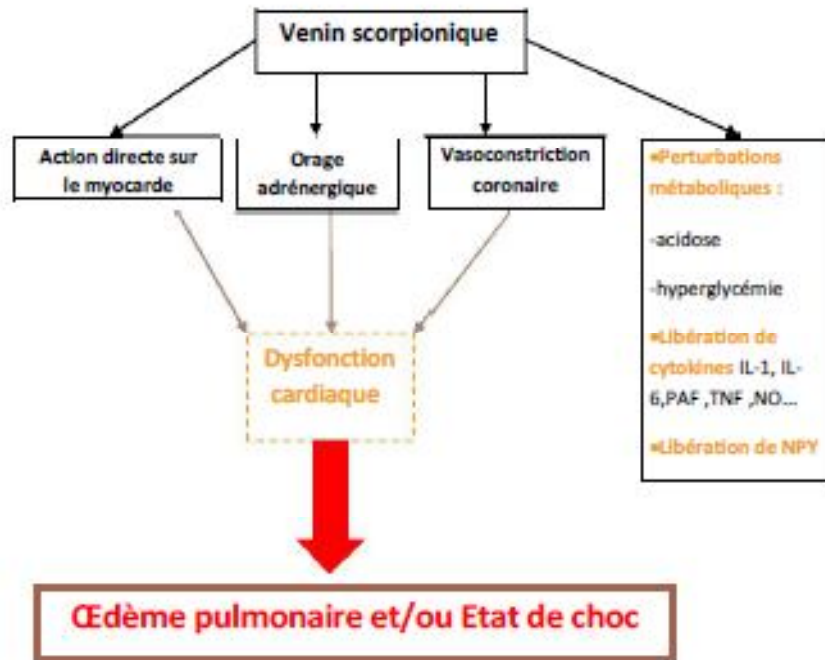 Venin scorpionique
Action directe sur
le myocarde
Orage
adrénergique
Vasoconstriction
coronaire
•Perturbations
métaboliques :
-acidose
-hyperglycémie
•Libération de
cytokines IL-1, IL-
6,PAF ,TNF ,NO...
•Libération de NPY
Dysfonction
cardiaque
Œdème pulmonaire et/ou Etat de choc